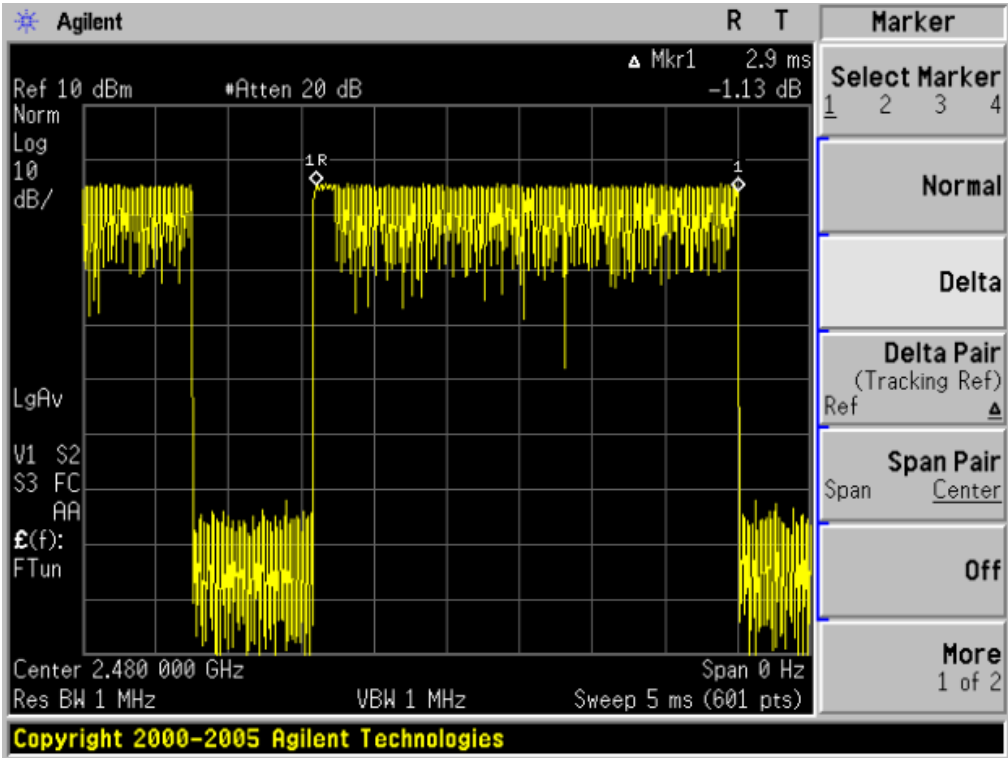 Agilent R T
Marker
Δ Mkr1 2.9 ms
Ref 10 dBm #Atten 20 dB -1.13 dB
Norm
Log
10
dB/
1R
1
LgAv
V1 S2
S3 FC
AA
£(f):
FTun
Center 2.480 000 GHz Span 0 Hz
Res BW 1 MHz VBW 1 MHz Sweep 5 ms (601 pts)
Copyright 2000-2005 Agilent Technologies
Select Marker
1 2 3 4
Normal
Delta
Delta Pair
(Tracking Ref)
Ref Δ
Span Pair
Span Center
Off
More
1 of 2